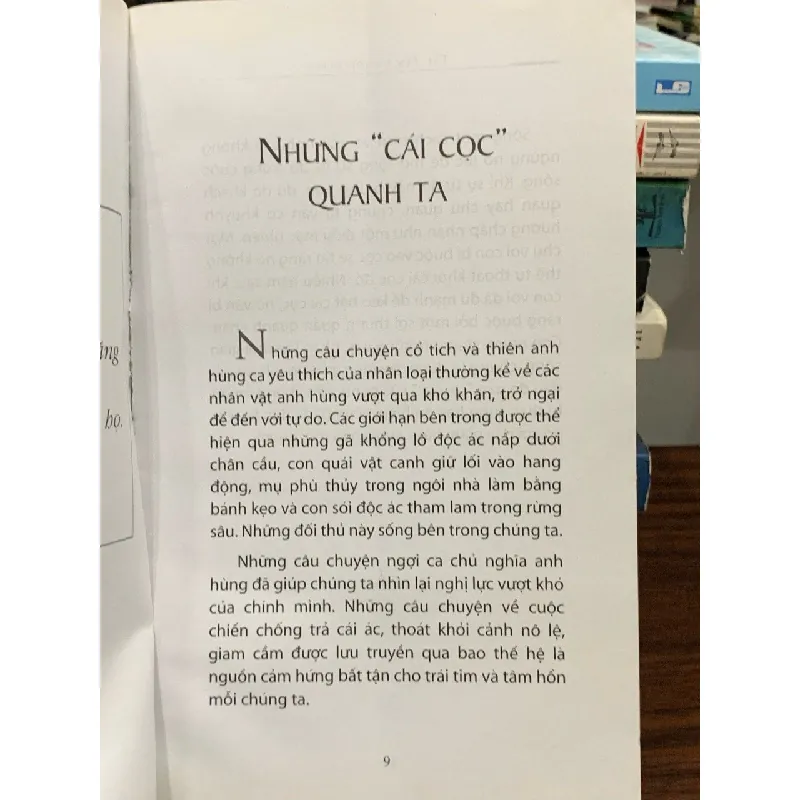 ăng
họ.
NHỮNG “CÁI CỌC”
QUANH TA
Những câu chuyện cổ tích và thiên anh
hùng ca yêu thích của nhân loại thường kể về các
nhân vật anh hùng vượt qua khó khăn, trở ngại
để đến với tự do. Các giới hạn bên trong được thể
hiện qua những gã khổng lồ độc ác nấp dưới
chân cầu, con quái vật canh giữ lối vào hang
động, mụ phù thủy trong ngôi nhà làm bằng
bánh kẹo và con sói độc ác tham lam trong rừng
sâu. Những đối thủ này sống bên trong chúng ta.
Những câu chuyện ngợi ca chủ nghĩa anh
hùng đã giúp chúng ta nhìn lại nghị lực vượt khó
của chính mình. Những câu chuyện về cuộc
chiến chống trả cái ác, thoát khỏi cảnh nô lệ,
giam cầm được lưu truyền qua bao thế hệ là
nguồn cảm hứng bất tận cho trái tim và tâm hồn
mỗi chúng ta.
9